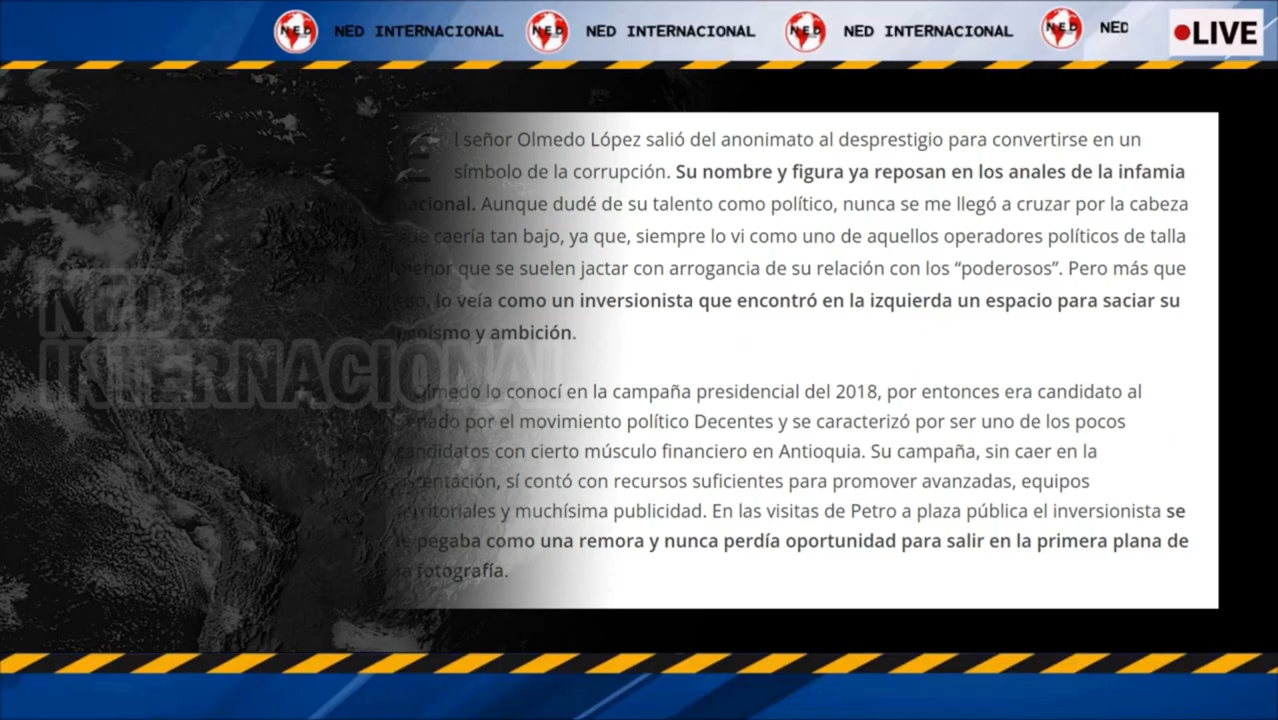 NED INTERNACIONAL NED INTERNACIONAL NED INTERNACIONAL NED
NED NED NED NED
LIVE
El señor Olmedo López salió del anonimato al desprestigio para convertirse en un
símbolo de la corrupción. Su nombre y figura ya reposan en los anales de la infamia
nacional. Aunque dudé de su talento como político, nunca se me llegó a cruzar por la cabeza
que caería tan bajo, ya que, siempre lo vi como uno de aquellos operadores políticos de talla
menor que se suelen jactar con arrogancia de su relación con los “poderosos”. Pero más que
eso, lo veía como un inversionista que encontró en la izquierda un espacio para saciar su
egoísmo y ambición.
NED
INTERNACIONAL
Olmedo lo conocí en la campaña presidencial del 2018, por entonces era candidato al
senado por el movimiento político Decentes y se caracterizó por ser uno de los pocos
candidatos con cierto músculo financiero en Antioquia. Su campaña, sin caer en la
ostentación, sí contó con recursos suficientes para promover avanzadas, equipos
territoriales y muchísima publicidad. En las visitas de Petro a plaza pública el inversionista se
le pegaba como una remora y nunca perdía oportunidad para salir en la primera plana de
la fotografía.